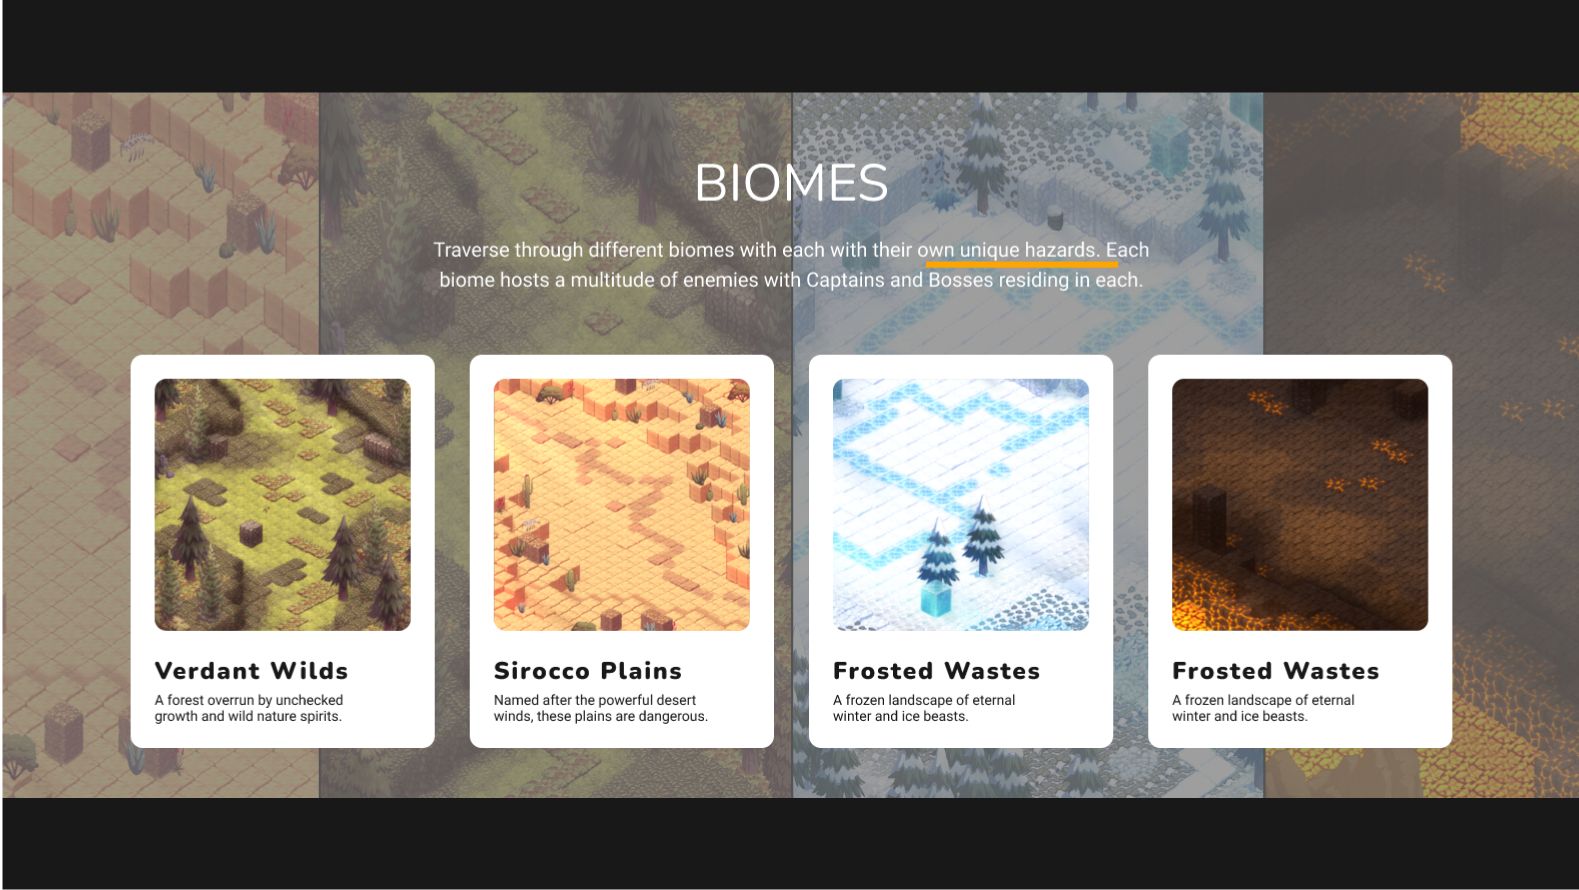 BIOMES
Traverse through different biomes with each with their own unique hazards. Each
biome hosts a multitude of enemies with Captains and Bosses residing in each.
Verdant Wilds
A forest overrun by unchecked
growth and wild nature spirits.
Sirocco Plains
Named after the powerful desert
winds, these plains are dangerous.
Frosted Wastes
A frozen landscape of eternal
winter and ice beasts.
Frosted Wastes
A frozen landscape of eternal
winter and ice beasts.